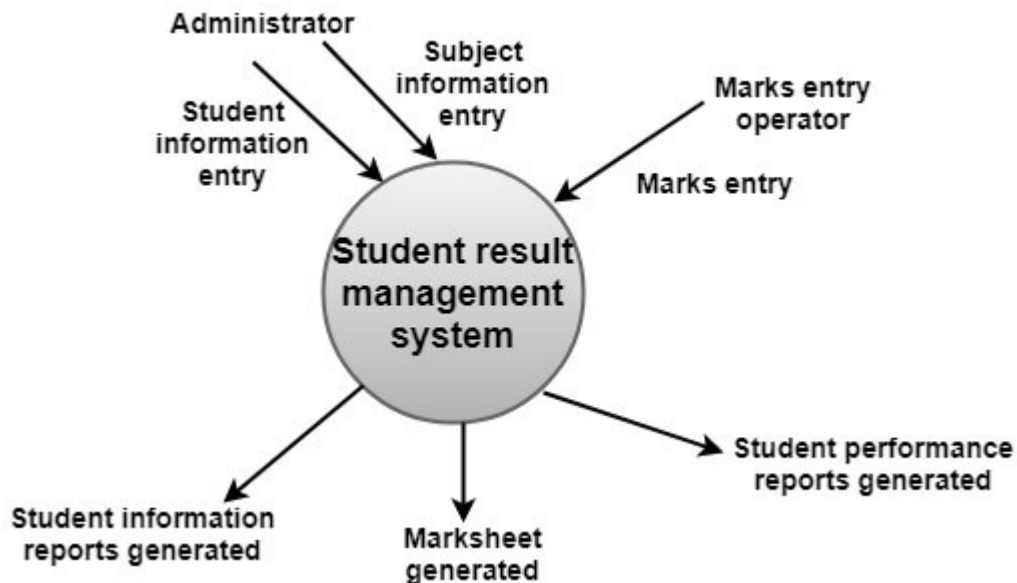 Administrator
Subject
information
entry
Student
information
entry
Marks entry
operator
Marks entry
Student result
management
system
Student performance
reports generated
Student information
reports generated
Marksheet
generated